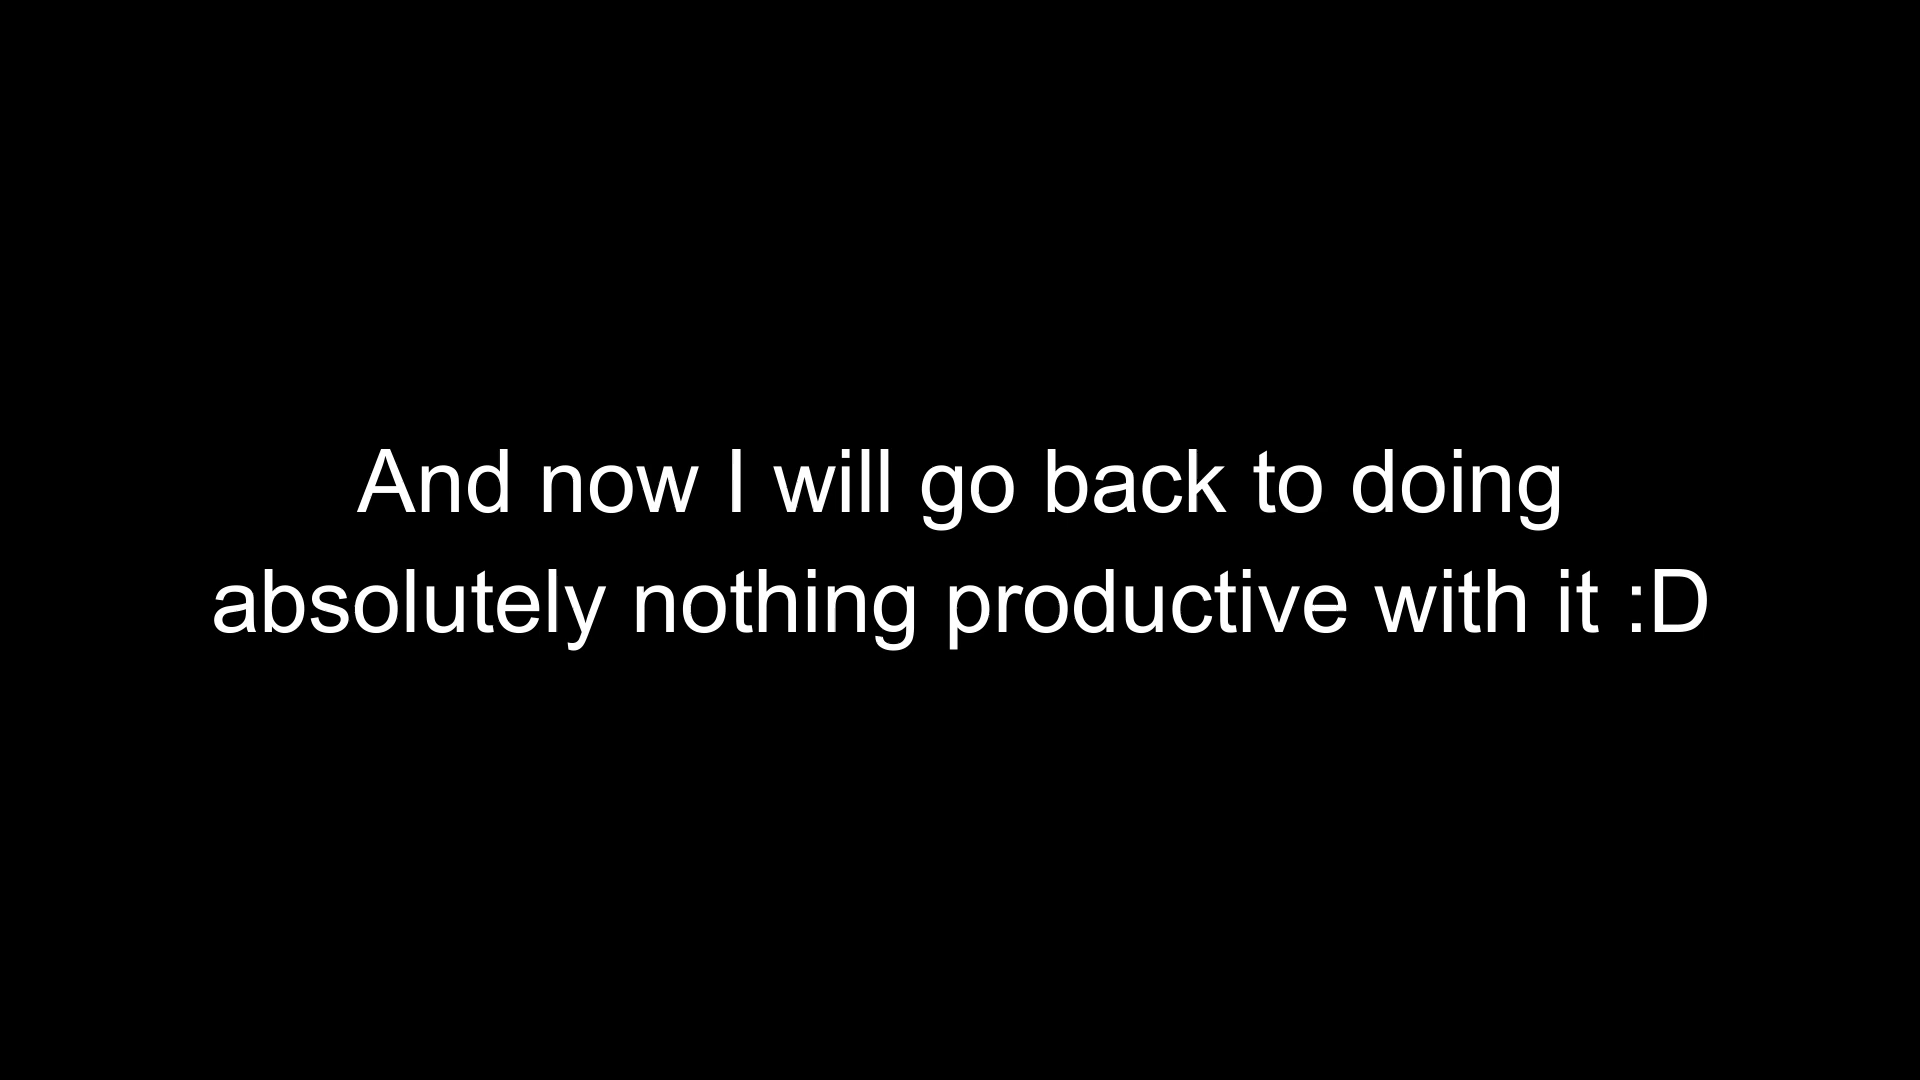 And now I will go back to doing
absolutely nothing productive with it :D